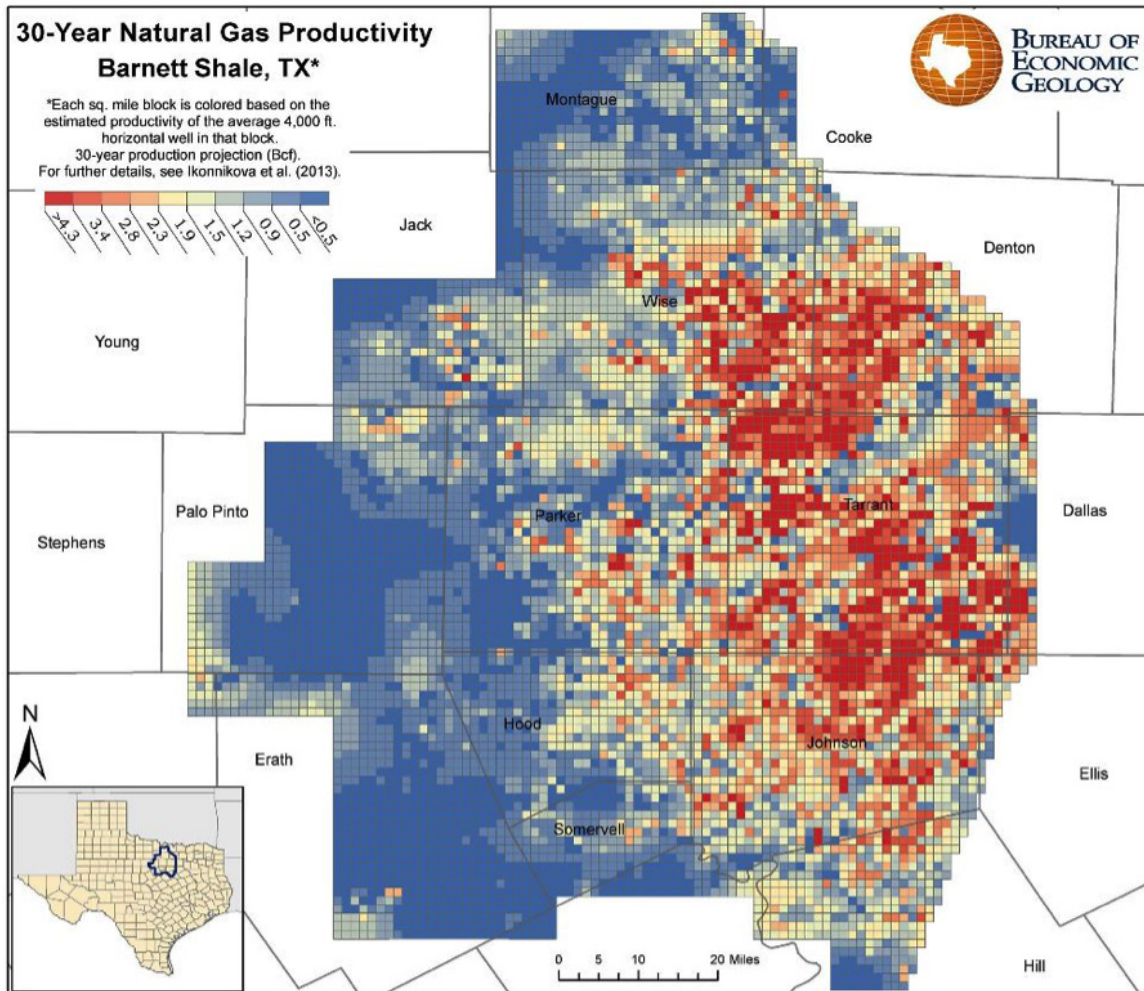 30-Year Natural Gas Productivity
Barnett Shale, TX*
*Each sq. mile block is colored based on the
estimated productivity of the average 4,000 ft.
horizontal well in that block.
30-year production projection (Bcf).
For further details, see Ikonnikova et al. (2013).
>4.3 3.4 2.8 2.3 1.9 1.5 1.2 0.9 0.5 <0.5
BUREAU OF
ECONOMIC
GEOLOGY
Montague
Cooke
Jack
Denton
Wise
Young
Palo Pinto
Parker
Tarrant
Dallas
Stephens
Hood
Johnson
Erath
Ellis
Somervell
N
0 5 10 20 Miles
Hill